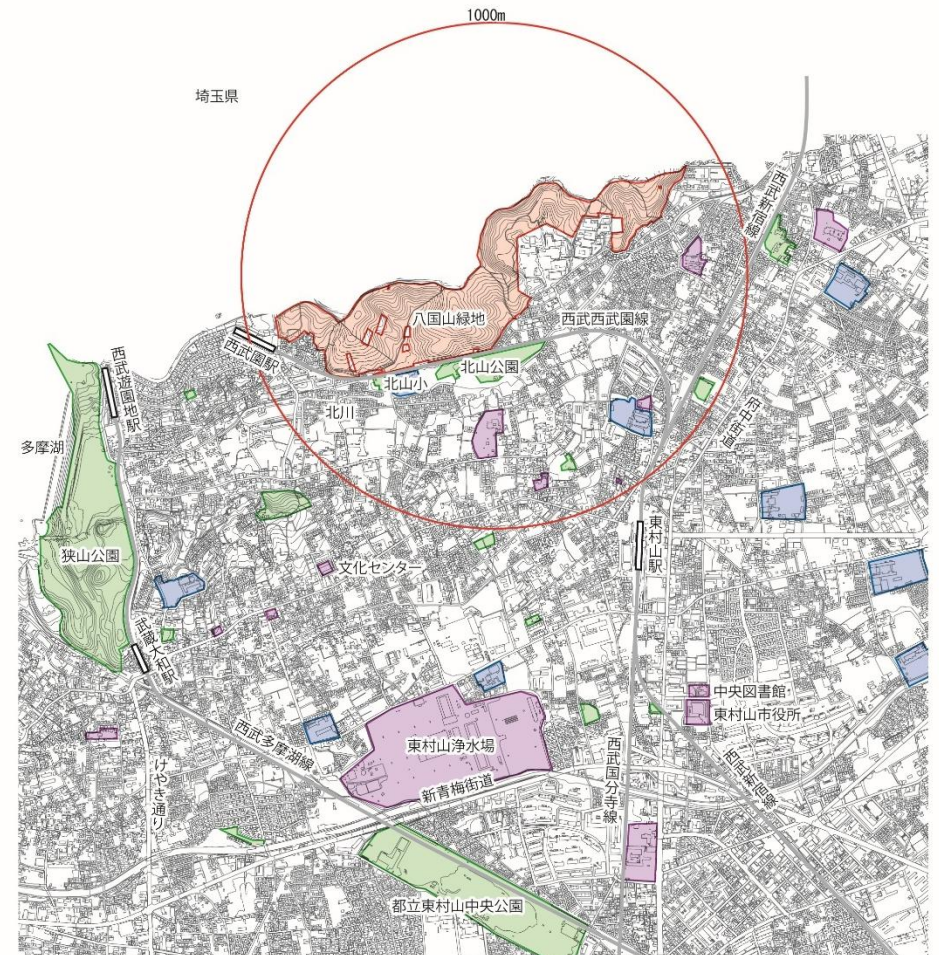 1000m
埼玉県
西武新宿線
八国山緑地
西武西武園線
西武園駅
西武遊園地駅
北山小
北山公園
北川
府中街道
多摩湖
東村山駅
狭山公園
文化センター
武蔵大和駅
中央図書館
東村山市役所
東村山浄水場
西武多摩湖線
新青梅街道
西武国分寺線
西武新宿線
けやき通り
都立東村山中央公園